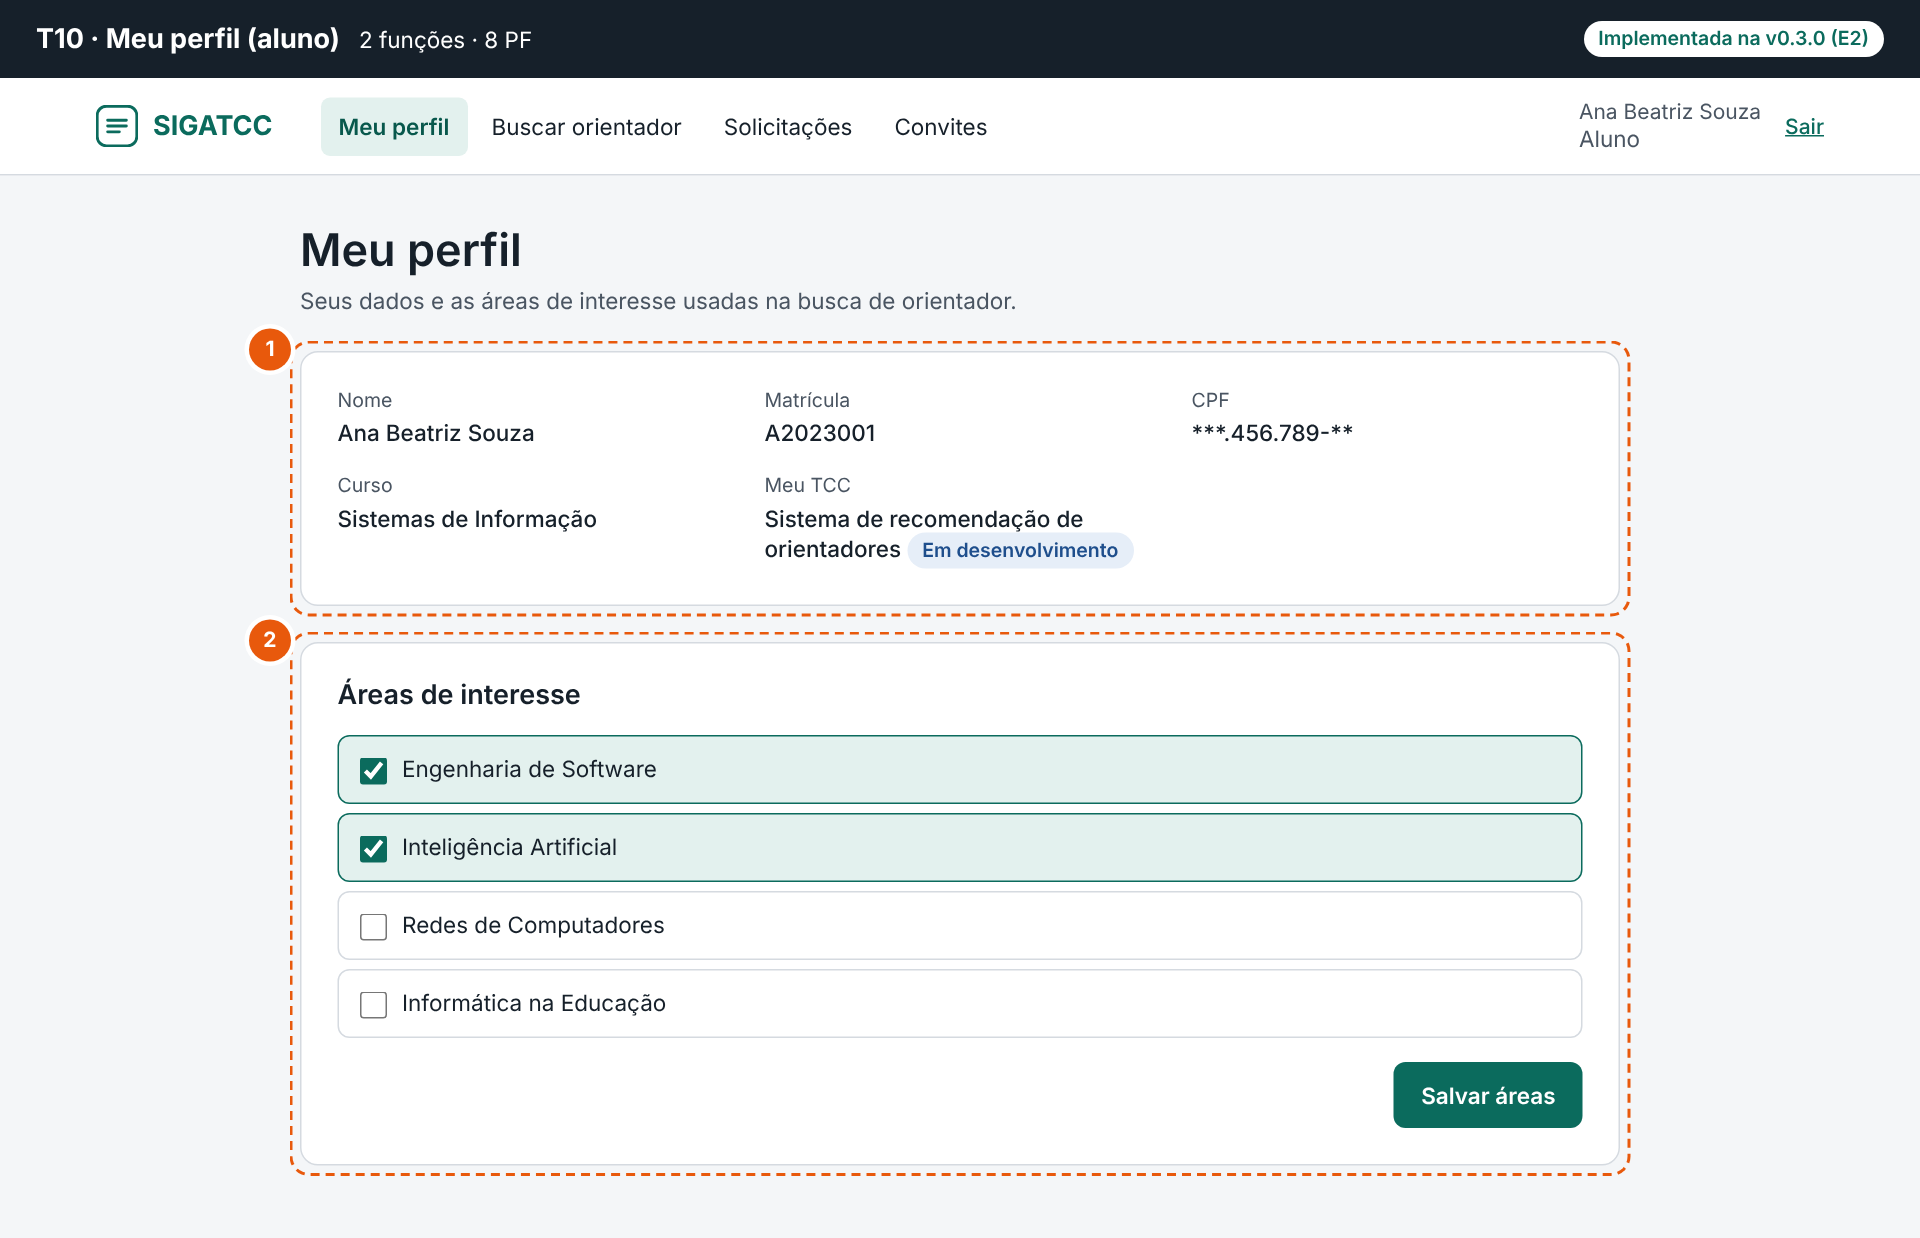 T10 · Meu perfil (aluno) 2 funções · 8 PF
Implementada na v0.3.0 (E2)
SIGATCC
Meu perfil
Buscar orientador
Solicitações
Convites
Ana Beatriz Souza
Aluno
Sair
Meu perfil
Seus dados e as áreas de interesse usadas na busca de orientador.
1
Nome
Ana Beatriz Souza
Matrícula
A2023001
CPF
***.456.789-**
Curso
Sistemas de Informação
Meu TCC
Sistema de recomendação de
orientadores Em desenvolvimento
2
Áreas de interesse
Engenharia de Software
Inteligência Artificial
Redes de Computadores
Informática na Educação
Salvar áreas